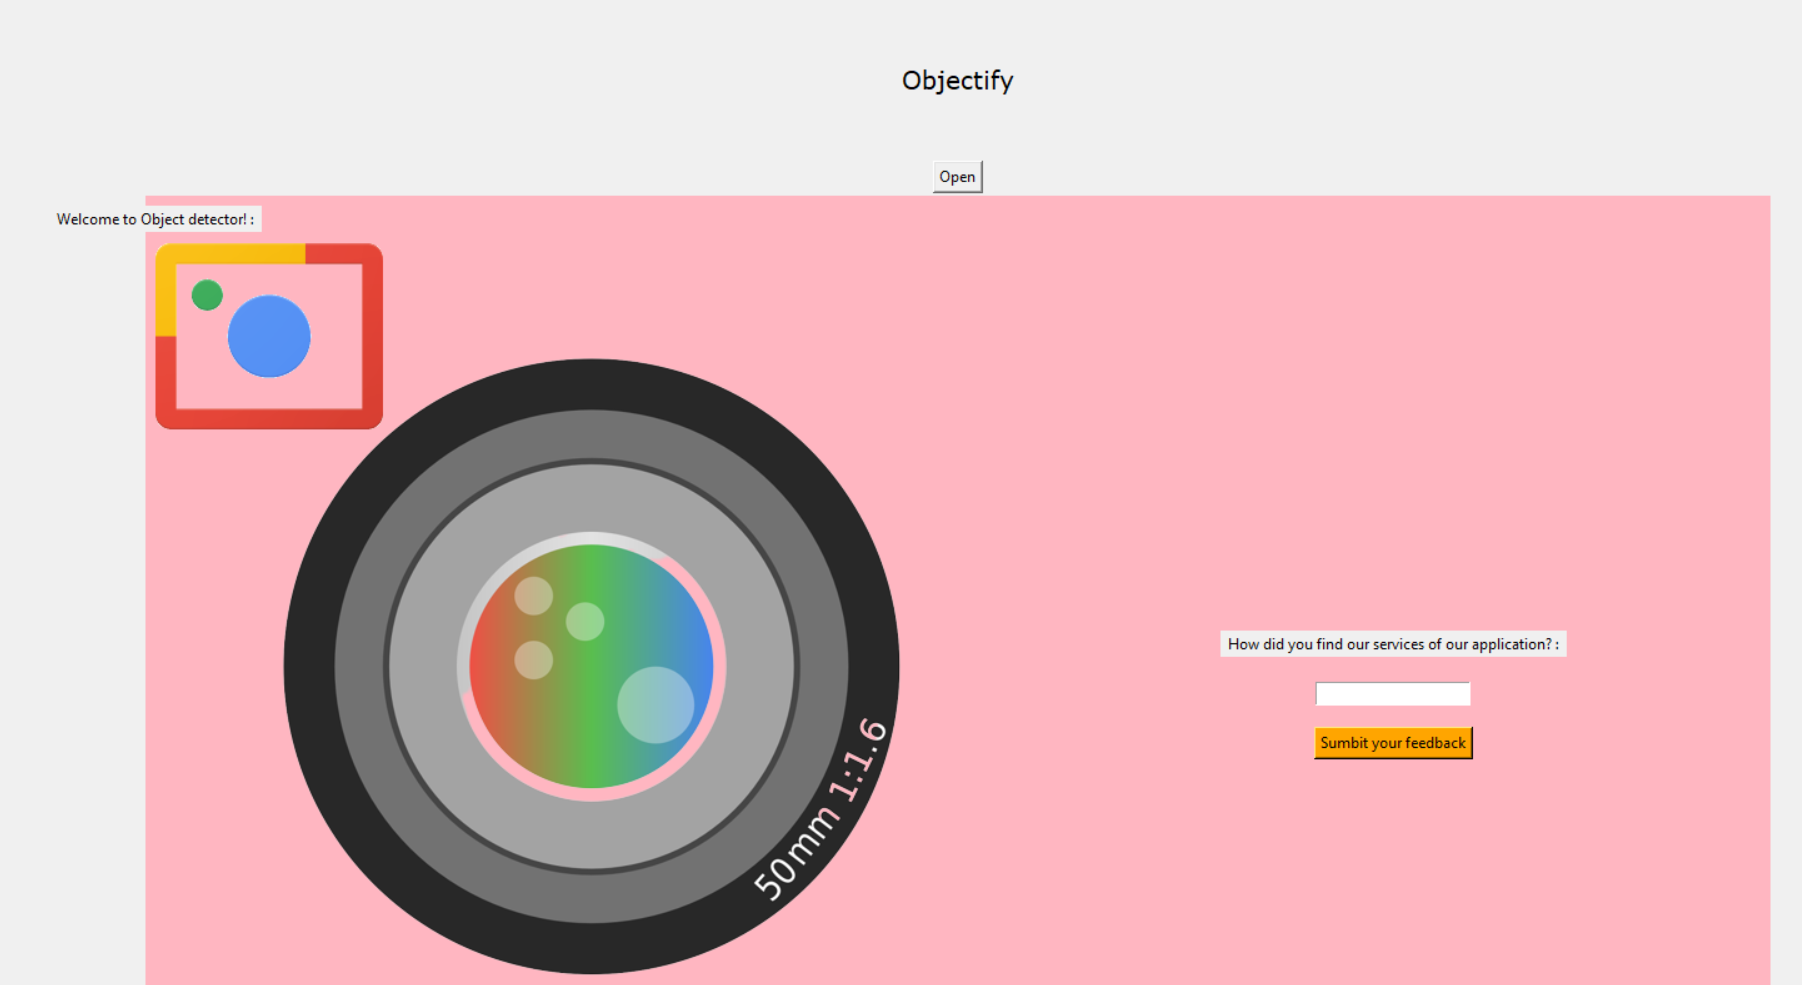 Objectify
Open
Welcome to Object detector! :
50mm 1:1.6
How did you find our services of our application? :
Sumbit your feedback